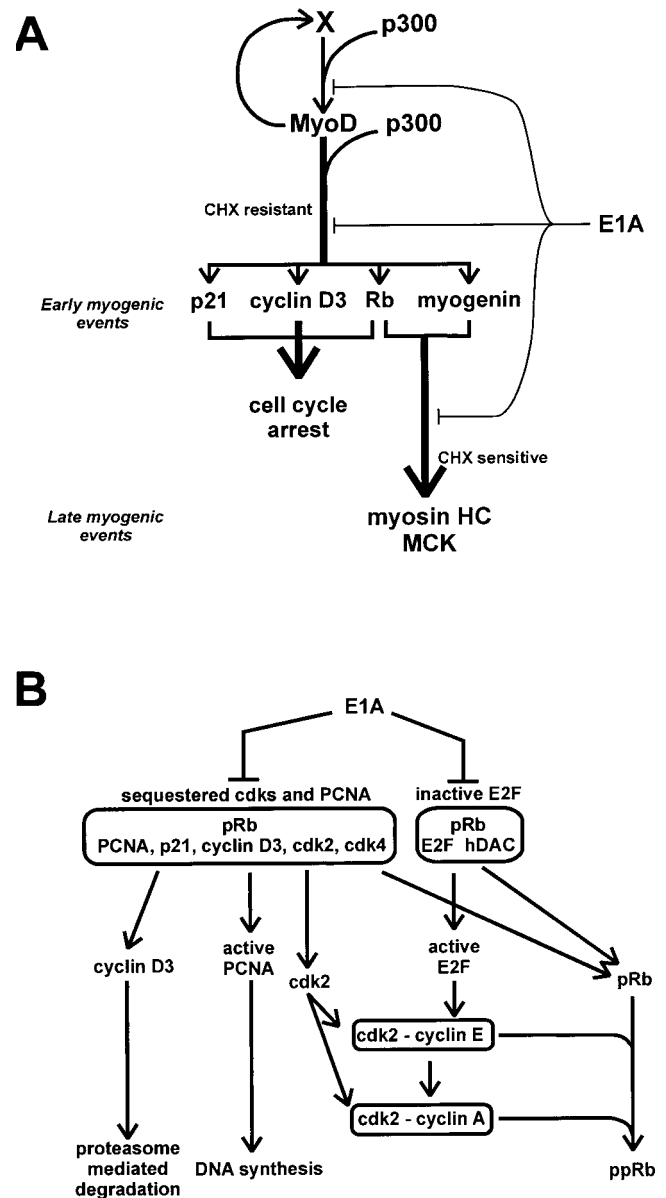 A
X
p300
MyoD
p300
CHX resistant
E1A
Early myogenic
events
p21
cyclin D3
Rb
myogenin
cell cycle
arrest
CHX sensitive
Late myogenic
events
myosin HC
MCK
B
E1A
sequestered cdks and PCNA
inactive E2F
pRb
PCNA, p21, cyclin D3, cdk2, cdk4
pRb
E2F hDAC
cyclin D3
active
PCNA
cdk2
active
E2F
pRb
cdk2 - cyclin E
cdk2 - cyclin A
proteasome
mediated
degradation
DNA synthesis
ppRb